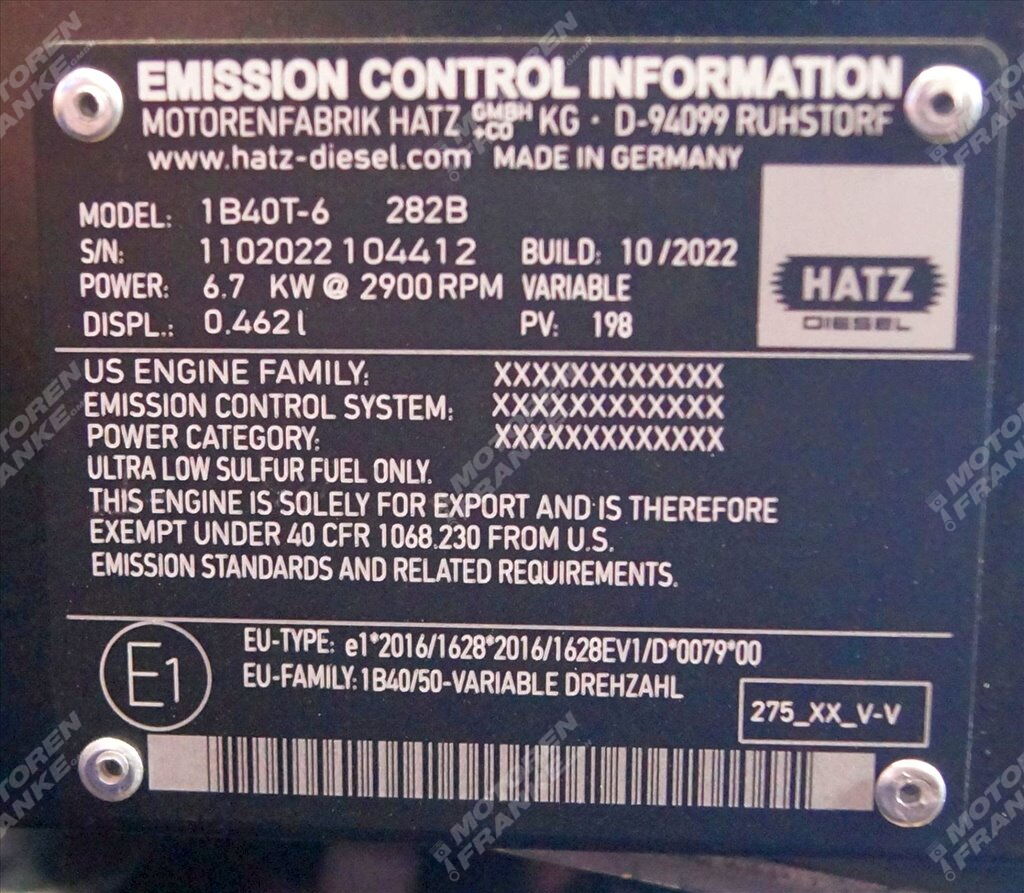 EMISSION CONTROL INFORMATION
MOTORENFABRIK HATZ GMBH +CO KG · D-94099 RUHSTORF
www.hatz-diesel.com MADE IN GERMANY
MODEL: 1B40T-6 282B
S/N: 1102022104412 BUILD: 10/2022
POWER: 6.7 KW @ 2900 RPM VARIABLE
DISPL.: 0.462 l PV: 198
HATZ
DIESEL
US ENGINE FAMILY: XXXXXXXXXXXX
EMISSION CONTROL SYSTEM: XXXXXXXXXXXX
POWER CATEGORY: XXXXXXXXXXXXX
ULTRA LOW SULFUR FUEL ONLY.
THIS ENGINE IS SOLELY FOR EXPORT AND IS THEREFORE
EXEMPT UNDER 40 CFR 1068.230 FROM U.S.
EMISSION STANDARDS AND RELATED REQUIREMENTS.
E1
EU-TYPE: e1*2016/1628*2016/1628EV1/D*0079*00
EU-FAMILY: 1B40/50-VARIABLE DREHZAHL
275_XX_V-V
MOTOREN
FRANKE